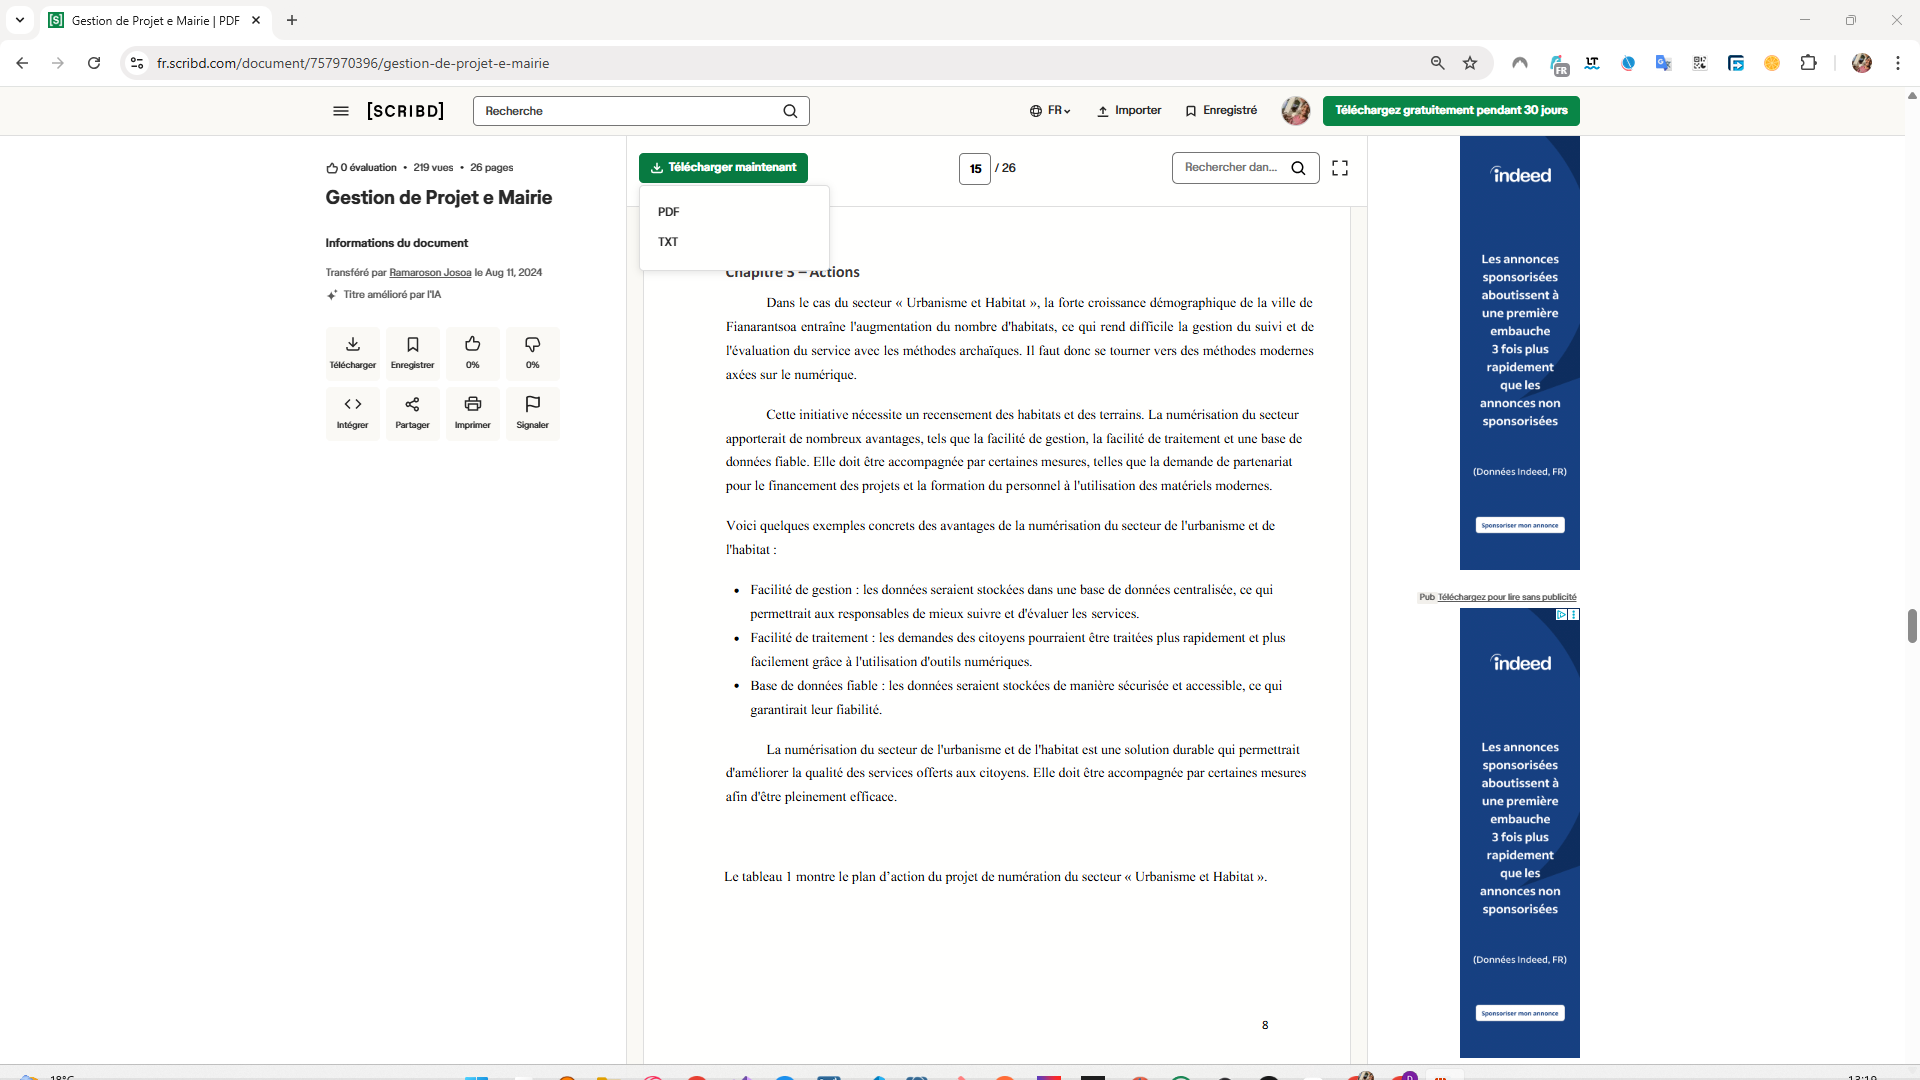 Gestion de Projet e Mairie | PDF
fr.scribd.com/document/757970396/gestion-de-projet-e-mairie
FR
LT
[SCRIBD]
Recherche
FR
Importer
Enregistré
Téléchargez gratuitement pendant 30 jours
0 évaluation • 219 vues • 26 pages
Gestion de Projet e Mairie
Informations du document
Transféré par Ramaroson Josoa le Aug 11, 2024
Titre amélioré par l'IA
Télécharger
Enregistrer
0%
0%
Intégrer
Partager
Imprimer
Signaler
Télécharger maintenant
15 / 26
Rechercher dan...
PDF
TXT
Chapitre 3 – Actions
Dans le cas du secteur « Urbanisme et Habitat », la forte croissance démographique de la ville de
Fianarantsoa entraîne l'augmentation du nombre d'habitats, ce qui rend difficile la gestion du suivi et de
l'évaluation du service avec les méthodes archaïques. Il faut donc se tourner vers des méthodes modernes
axées sur le numérique.
Cette initiative nécessite un recensement des habitats et des terrains. La numérisation du secteur
apporterait de nombreux avantages, tels que la facilité de gestion, la facilité de traitement et une base de
données fiable. Elle doit être accompagnée par certaines mesures, telles que la demande de partenariat
pour le financement des projets et la formation du personnel à l'utilisation des matériels modernes.
Voici quelques exemples concrets des avantages de la numérisation du secteur de l'urbanisme et de
l'habitat :
• Facilité de gestion : les données seraient stockées dans une base de données centralisée, ce qui
permettrait aux responsables de mieux suivre et d'évaluer les services.
• Facilité de traitement : les demandes des citoyens pourraient être traitées plus rapidement et plus
facilement grâce à l'utilisation d'outils numériques.
• Base de données fiable : les données seraient stockées de manière sécurisée et accessible, ce qui
garantirait leur fiabilité.
La numérisation du secteur de l'urbanisme et de l'habitat est une solution durable qui permettrait
d'améliorer la qualité des services offerts aux citoyens. Elle doit être accompagnée par certaines mesures
afin d'être pleinement efficace.
Le tableau 1 montre le plan d’action du projet de numération du secteur « Urbanisme et Habitat ».
8
indeed
Les annonces
sponsorisées
aboutissent à
une première
embauche
3 fois plus
rapidement
que les
annonces non
sponsorisées
(Données Indeed, FR)
Sponsoriser mon annonce
Pub Téléchargez pour lire sans publicité
indeed
Les annonces
sponsorisées
aboutissent à
une première
embauche
3 fois plus
rapidement
que les
annonces non
sponsorisées
(Données Indeed, FR)
Sponsoriser mon annonce
18°C
13:19